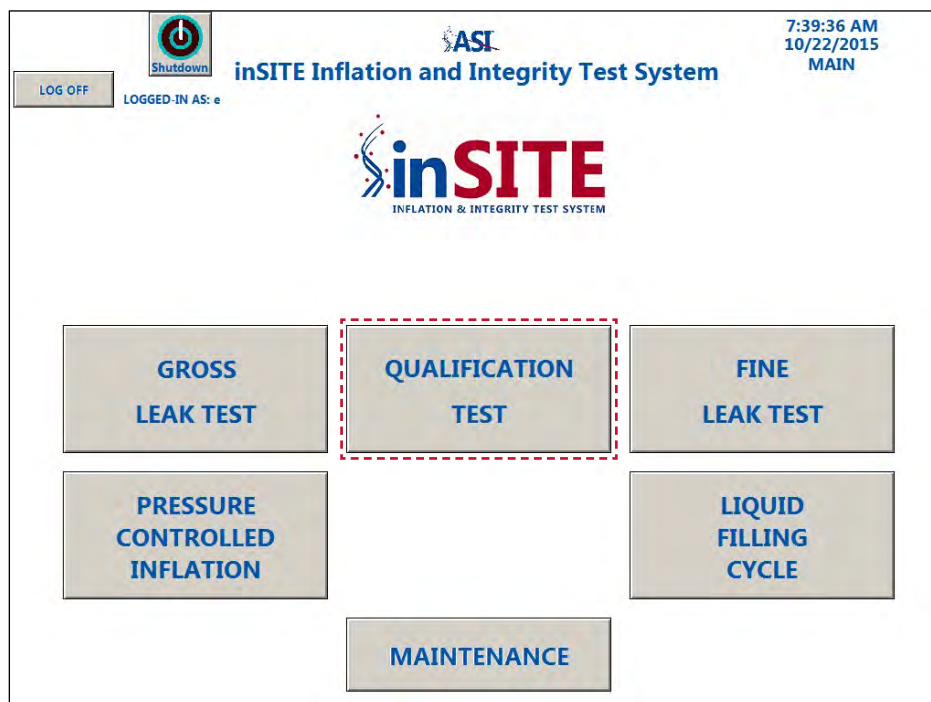 Shutdown
LOG OFF
LOGGED-IN AS: e
ASI
inSITE Inflation and Integrity Test System
7:39:36 AM
10/22/2015
MAIN
inSITE
INFLATION & INTEGRITY TEST SYSTEM
GROSS
LEAK TEST
QUALIFICATION
TEST
FINE
LEAK TEST
PRESSURE
CONTROLLED
INFLATION
LIQUID
FILLING
CYCLE
MAINTENANCE